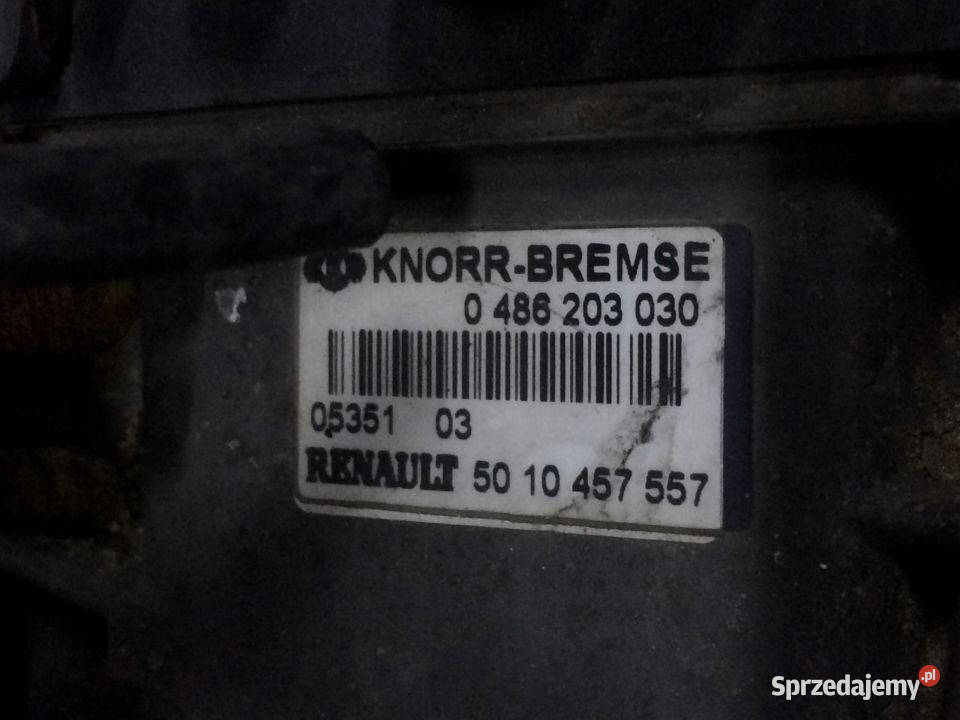 KNORR-BREMSE
0 486 203 030
05351 03
RENAULT 50 10 457 557
Sprzedajemy.pl